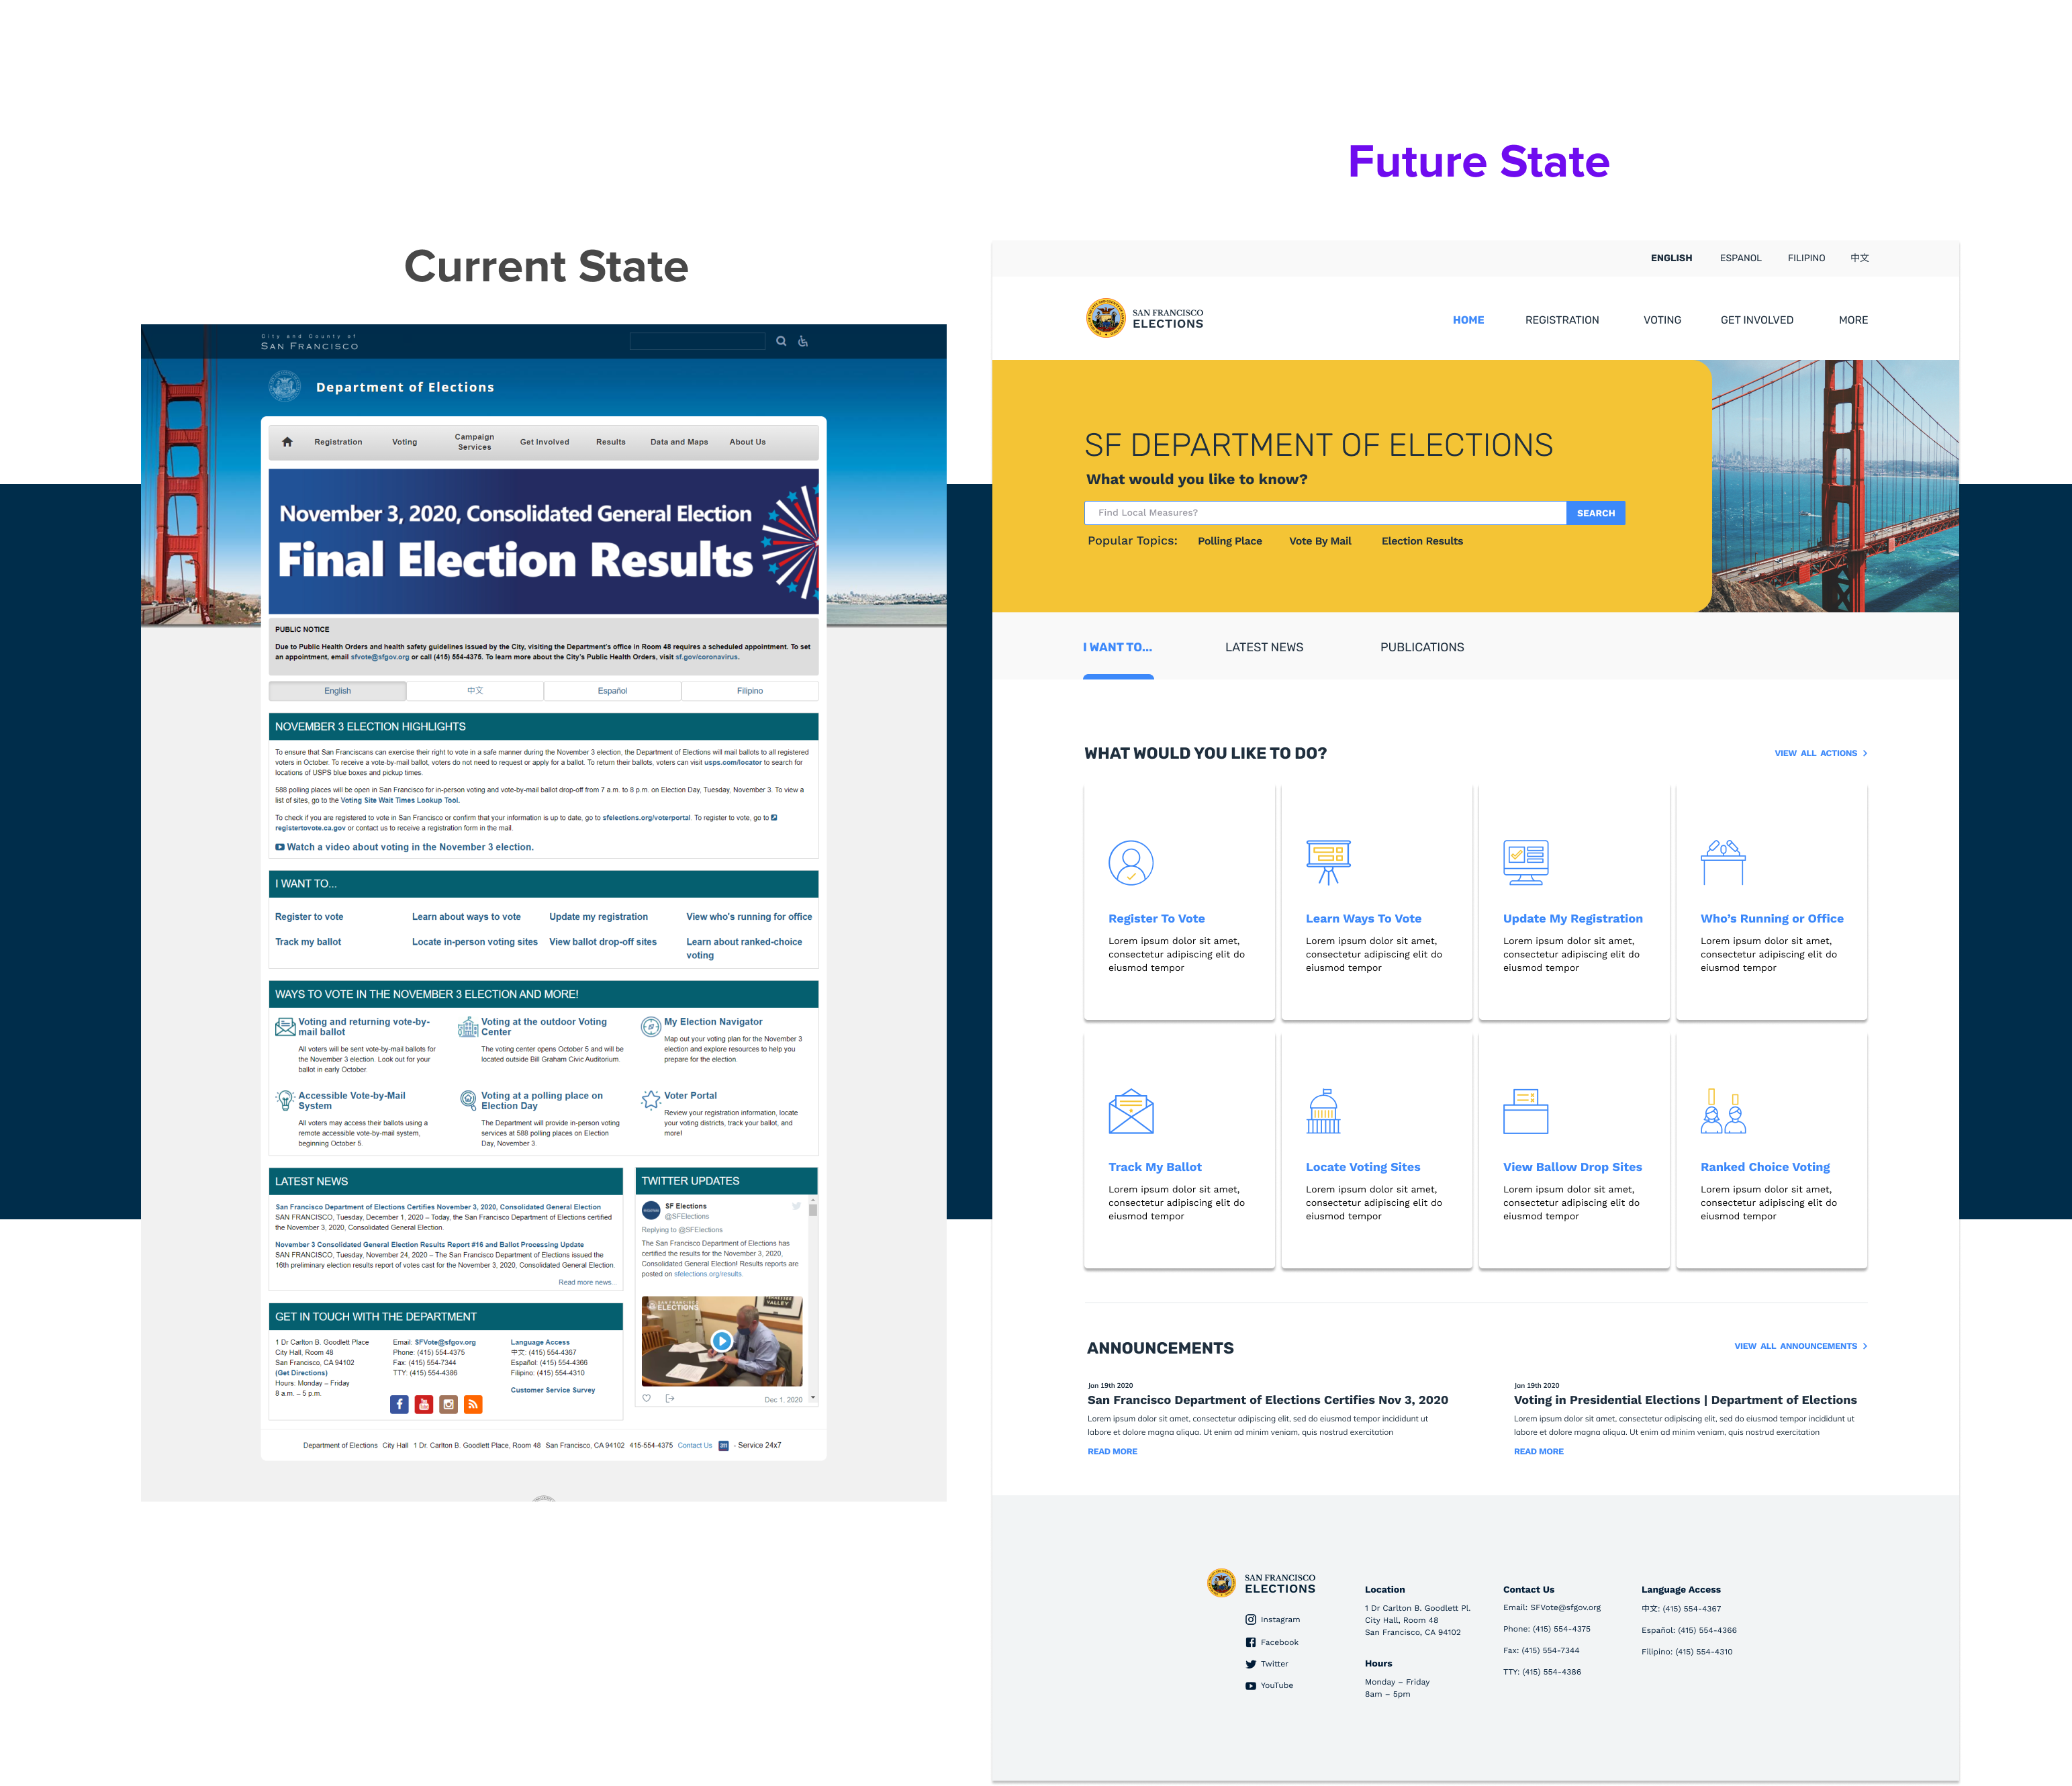 Future State
Current State
City and County of
SAN FRANCISCO
Department of Elections
Registration
Voting
Campaign
Services
Get Involved
Results
Data and Maps
About Us
November 3, 2020, Consolidated General Election
Final Election Results
PUBLIC NOTICE
Due to Public Health Orders and health safety guidelines issued by the City, visiting the Department's office in Room 48 requires a scheduled appointment. To set
an appointment, email sfvote@sfgov.org or call (415) 554-4375. To learn more about the City's Public Health Orders, visit sf.gov/coronavirus.
English
中文
Español
Filipino
NOVEMBER 3 ELECTION HIGHLIGHTS
To ensure that San Franciscans can exercise their right to vote in a safe manner during the November 3 election, the Department of Elections will mail ballots to all registered
voters in October. To receive a vote-by-mail ballot, voters do not need to request or apply for a ballot. To return their ballots, voters can visit usps.com/locator to search for
locations of USPS blue boxes and pickup times.
588 polling places will be open in San Francisco for in-person voting and vote-by-mail ballot drop-off from 7 a.m. to 8 p.m. on Election Day, Tuesday, November 3. To view a
list of sites, go to the Voting Site Wait Times Lookup Tool.
To check if you are registered to vote in San Francisco or confirm that your information is up to date, go to sfelections.org/voterportal. To register to vote, go to
registertovote.ca.gov or contact us to receive a registration form in the mail.
Watch a video about voting in the November 3 election.
I WANT TO...
Register to vote
Learn about ways to vote
Update my registration
View who's running for office
Track my ballot
Locate in-person voting sites
View ballot drop-off sites
Learn about ranked-choice
voting
WAYS TO VOTE IN THE NOVEMBER 3 ELECTION AND MORE!
Voting and returning vote-by-
mail ballot
All voters will be sent vote-by-mail ballots for
the November 3 election. Look out for your
ballot in early October.
Voting at the outdoor Voting
Center
The voting center opens October 5 and will be
located outside Bill Graham Civic Auditorium.
My Election Navigator
Map out your voting plan for the November 3
election and explore resources to help you
prepare for the election.
Accessible Vote-by-Mail
System
All voters may access their ballots using a
remote accessible vote-by-mail system,
beginning October 5.
Voting at a polling place on
Election Day
The Department will provide in-person voting
services at 588 polling places on Election
Day, November 3.
Voter Portal
Review your registration information, locate
your voting districts, track your ballot, and
more!
LATEST NEWS
San Francisco Department of Elections Certifies November 3, 2020, Consolidated General Election
SAN FRANCISCO, Tuesday, December 1, 2020 – Today, the San Francisco Department of Elections certified
the November 3, 2020, Consolidated General Election.
November 3 Consolidated General Election Results Report #16 and Ballot Processing Update
SAN FRANCISCO, Tuesday, November 24, 2020 – The San Francisco Department of Elections issued the
16th preliminary election results report of votes cast for the November 3, 2020, Consolidated General Election.
Read more news...
TWITTER UPDATES
SF Elections
@SFElections
Replying to @SFElections
The San Francisco Department of Elections has
certified the results for the November 3, 2020,
Consolidated General Election! Results reports are
posted on sfelections.org/results.
SAN FRANCISCO
ELECTIONS
TENNESSEE
VALLEY
Dec 1, 2020
GET IN TOUCH WITH THE DEPARTMENT
1 Dr Carlton B. Goodlett Place
City Hall, Room 48
San Francisco, CA 94102
(Get Directions)
Hours: Monday – Friday
8 a.m. – 5 p.m.
Email: SFVote@sfgov.org
Phone: (415) 554-4375
Fax: (415) 554-7344
TTY: (415) 554-4386
Language Access
中文: (415) 554-4367
Español: (415) 554-4366
Filipino: (415) 554-4310
Customer Service Survey
Department of Elections City Hall 1 Dr. Carlton B. Goodlett Place, Room 48 San Francisco, CA 94102 415-554-4375 Contact Us 311 - Service 24x7
ENGLISH
ESPANOL
FILIPINO
中文
SAN FRANCISCO
ELECTIONS
HOME
REGISTRATION
VOTING
GET INVOLVED
MORE
SF DEPARTMENT OF ELECTIONS
What would you like to know?
Find Local Measures?
SEARCH
Popular Topics:
Polling Place
Vote By Mail
Election Results
I WANT TO...
LATEST NEWS
PUBLICATIONS
WHAT WOULD YOU LIKE TO DO?
VIEW ALL ACTIONS
Register To Vote
Lorem ipsum dolor sit amet,
consectetur adipiscing elit do
eiusmod tempor
Learn Ways To Vote
Lorem ipsum dolor sit amet,
consectetur adipiscing elit do
eiusmod tempor
Update My Registration
Lorem ipsum dolor sit amet,
consectetur adipiscing elit do
eiusmod tempor
Who's Running or Office
Lorem ipsum dolor sit amet,
consectetur adipiscing elit do
eiusmod tempor
Track My Ballot
Lorem ipsum dolor sit amet,
consectetur adipiscing elit do
eiusmod tempor
Locate Voting Sites
Lorem ipsum dolor sit amet,
consectetur adipiscing elit do
eiusmod tempor
View Ballow Drop Sites
Lorem ipsum dolor sit amet,
consectetur adipiscing elit do
eiusmod tempor
Ranked Choice Voting
Lorem ipsum dolor sit amet,
consectetur adipiscing elit do
eiusmod tempor
ANNOUNCEMENTS
VIEW ALL ANNOUNCEMENTS
Jan 19th 2020
San Francisco Department of Elections Certifies Nov 3, 2020
Lorem ipsum dolor sit amet, consectetur adipiscing elit, sed do eiusmod tempor incididunt ut
labore et dolore magna aliqua. Ut enim ad minim veniam, quis nostrud exercitation
READ MORE
Jan 19th 2020
Voting in Presidential Elections | Department of Elections
Lorem ipsum dolor sit amet, consectetur adipiscing elit, sed do eiusmod tempor incididunt ut
labore et dolore magna aliqua. Ut enim ad minim veniam, quis nostrud exercitation
READ MORE
SAN FRANCISCO
ELECTIONS
Instagram
Facebook
Twitter
YouTube
Location
1 Dr Carlton B. Goodlett Pl.
City Hall, Room 48
San Francisco, CA 94102
Hours
Monday – Friday
8am – 5pm
Contact Us
Email: SFVote@sfgov.org
Phone: (415) 554-4375
Fax: (415) 554-7344
TTY: (415) 554-4386
Language Access
中文: (415) 554-4367
Español: (415) 554-4366
Filipino: (415) 554-4310